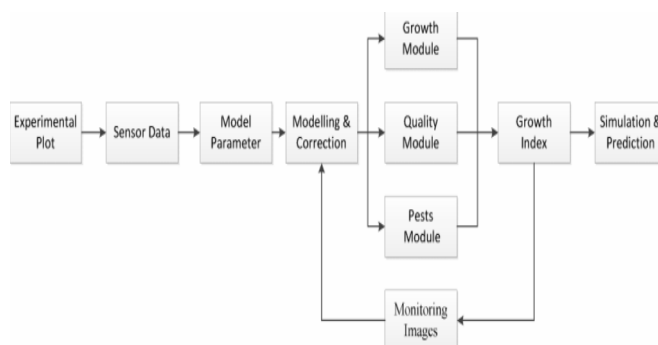 Growth
Module
Experimental
Plot
Sensor Data
Model
Parameter
Modelling &
Correction
Quality
Module
Growth
Index
Simulation &
Prediction
Pests
Module
Monitoring
Images